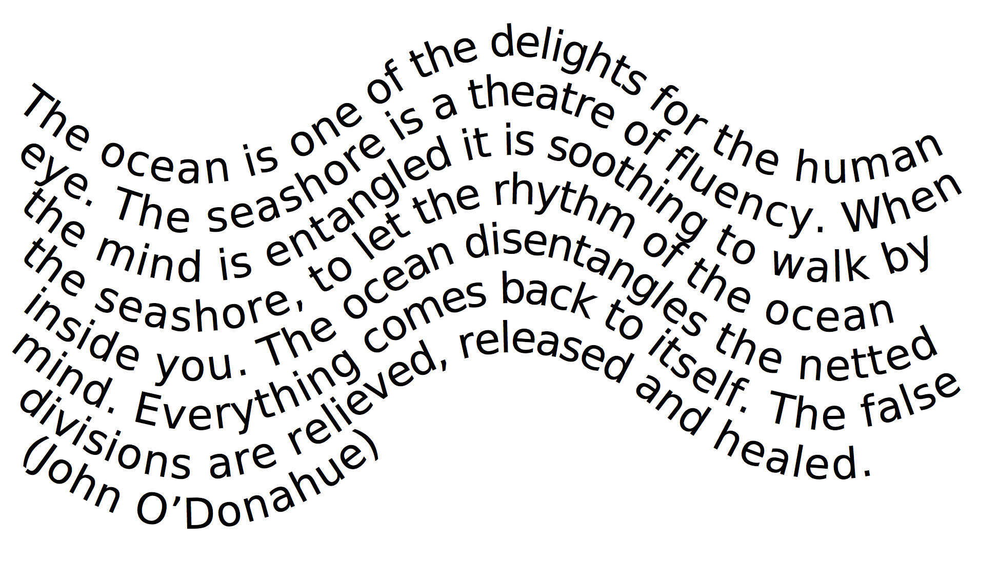 The ocean is one of the delights for the human
eye. The seashore is a theatre of fluency. When
the mind is entangled it is soothing to walk by
the seashore, to let the rhythm of the ocean
inside you. The ocean disentangles the netted
mind. Everything comes back to itself. The false
divisions are relieved, released and healed.
(John O’Donahue)